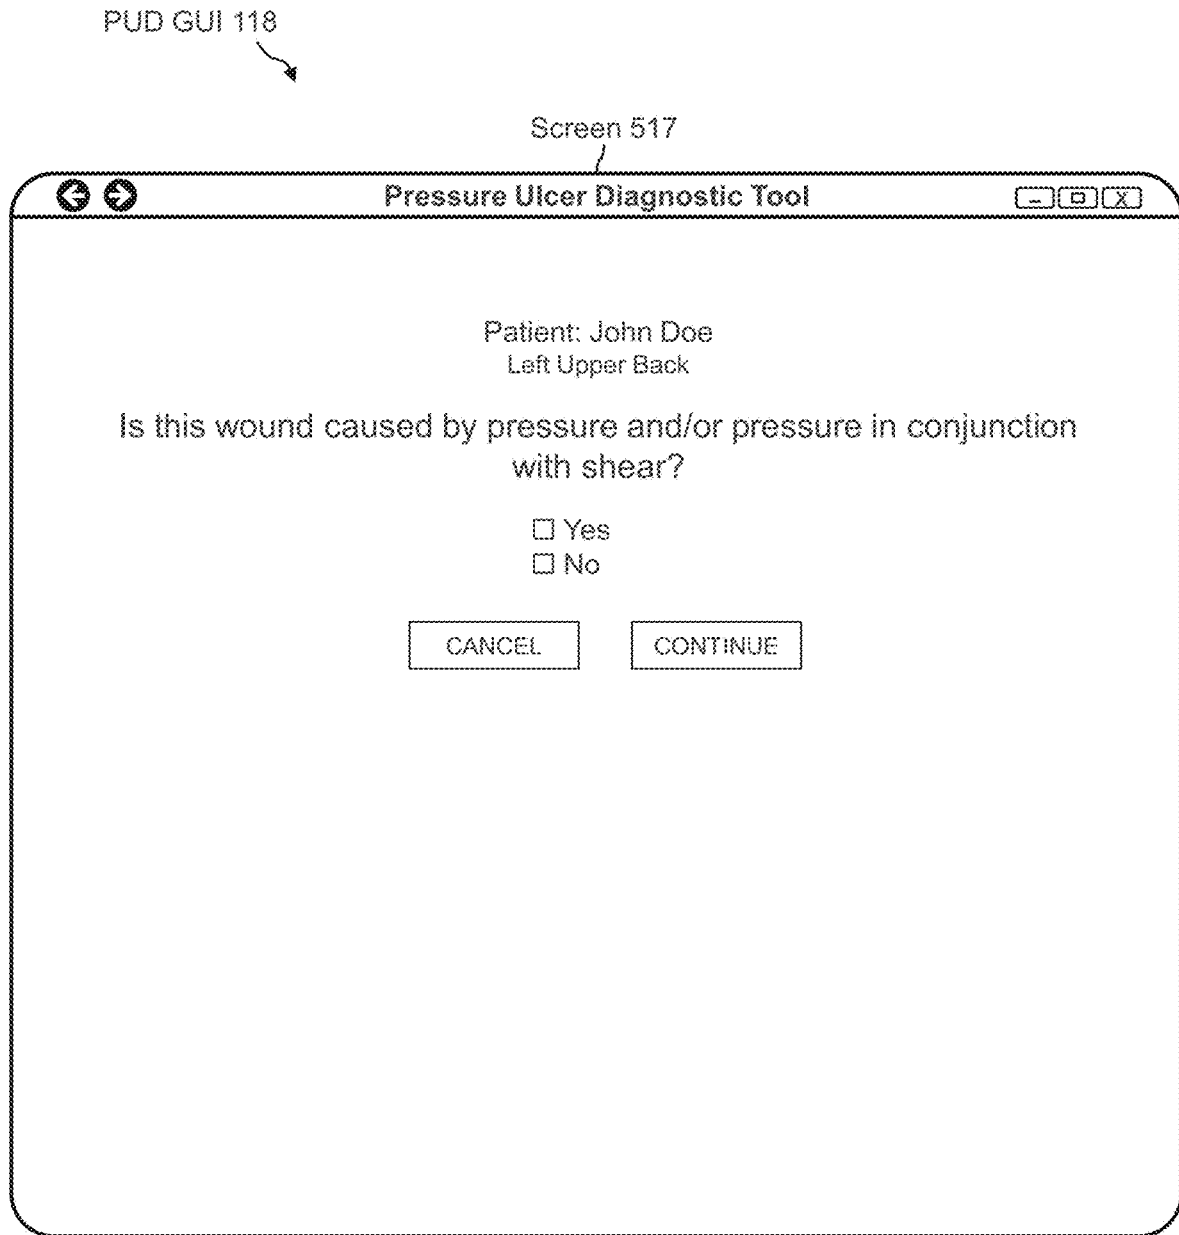 PUD GUI 118
Screen 517
Pressure Ulcer Diagnostic Tool
Patient: John Doe
Left Upper Back
Is this wound caused by pressure and/or pressure in conjunction
with shear?
Yes
No
CANCEL CONTINUE